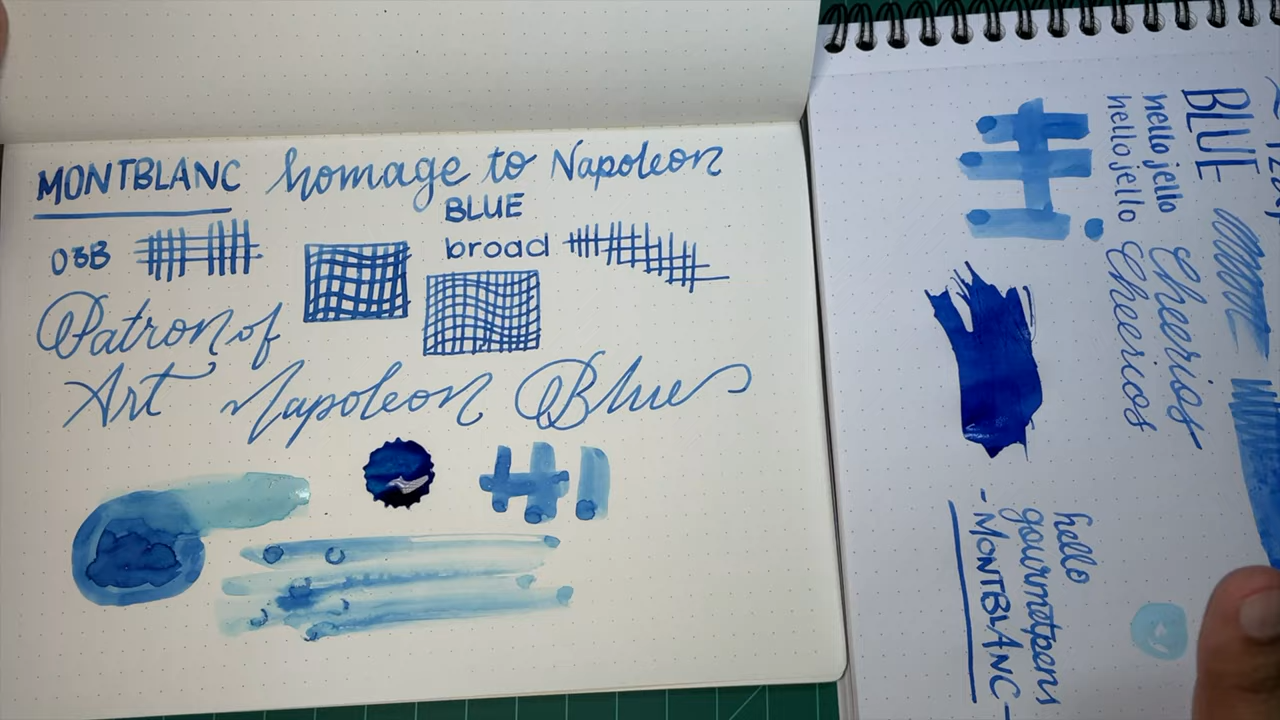 MONTBLANC homage to Napoleon
BLUE
03B broad
Patron of
Art Napoleon Blue
BLUE
hello jello Cheerios
hello jello Cheerios
hello
gourmetpens
- MONTBLANC -